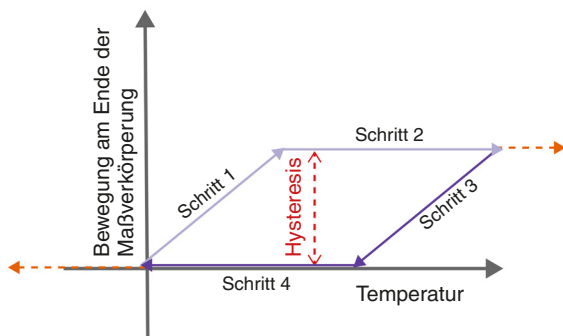 Bewegung am Ende der
Maßverkörperung
Schritt 1
Schritt 2
Hysteresis
Schritt 3
Schritt 4
Temperatur